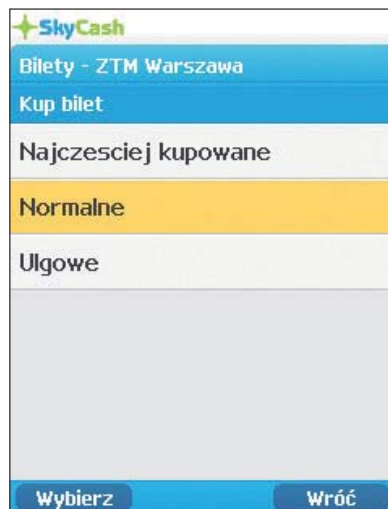 SkyCash
Bilety - ZTM Warszawa
Kup bilet
Najczesciej kupowane
Normalne
Ulgowe
Wybierz Wróć